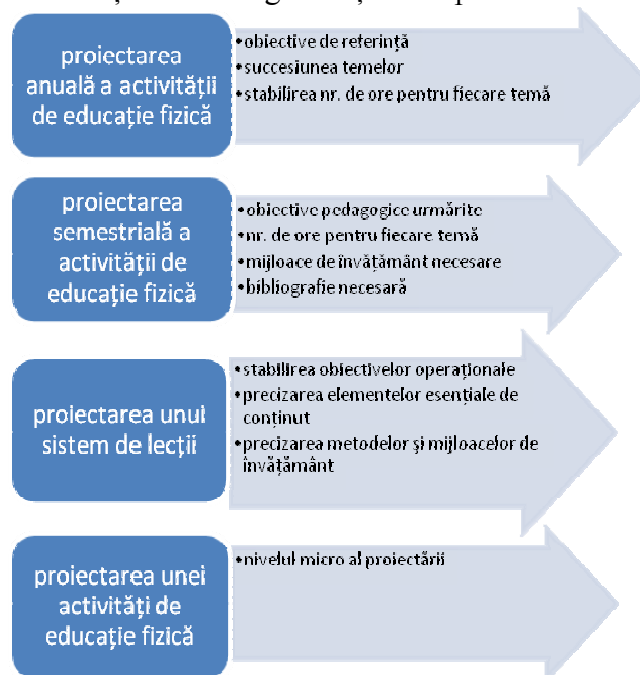 proiectarea
anuală a activității
de educație fizică
•obiective de referință
•succesiunea temelor
•stabilirea nr. de ore pentru fiecare temă
proiectarea
semestrială a
activității de
educație fizică
•obiective pedagogice urmărite
•nr. de ore pentru fiecare temă
•mijloace de învățământ necesare
•bibliografie necesară
proiectarea unui
sistem de lecții
•stabilirea obiectivelor operaționale
•precizarea elementelor esențiale de
conținut
•precizarea metodelor și mijloacelor de
învățământ
proiectarea unei
activități de
educație fizică
•nivelul micro al proiectării